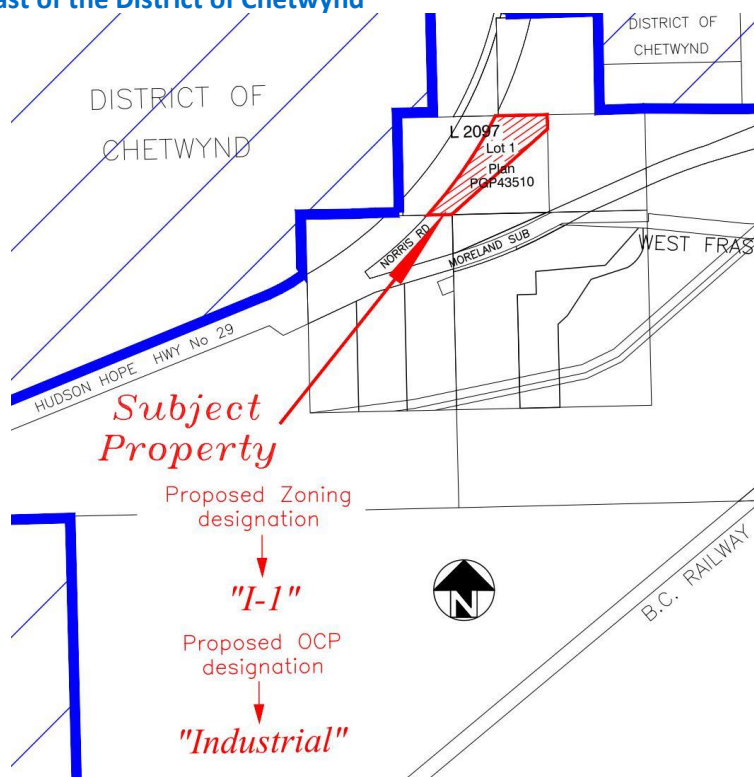 ast of the District of Chetwynd
DISTRICT OF
CHETWYND
DISTRICT OF
CHETWYND
L 2097
Lot 1
Plan
PGP43510
NORRIS RD
MORELAND SUB
WEST FRAS
HUDSON HOPE HWY No 29
Subject
Property
Proposed Zoning
designation
"I-1"
Proposed OCP
designation
"Industrial"
N
B.C. RAILWAY